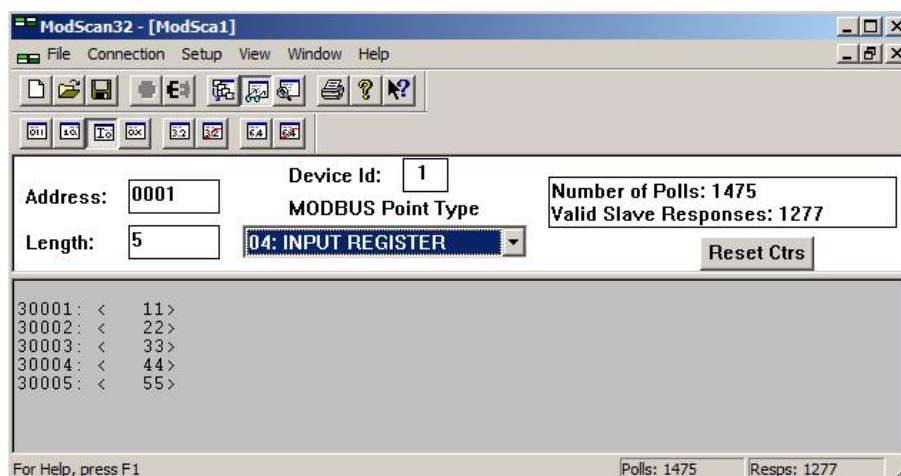 ModScan32 - [ModSca1]
File Connection Setup View Window Help
Device Id: 1
Address: 0001
MODBUS Point Type
Number of Polls: 1475
Valid Slave Responses: 1277
Length: 5
04: INPUT REGISTER
Reset Ctrs
30001: < 11>
30002: < 22>
30003: < 33>
30004: < 44>
30005: < 55>
For Help, press F1
Polls: 1475
Resps: 1277